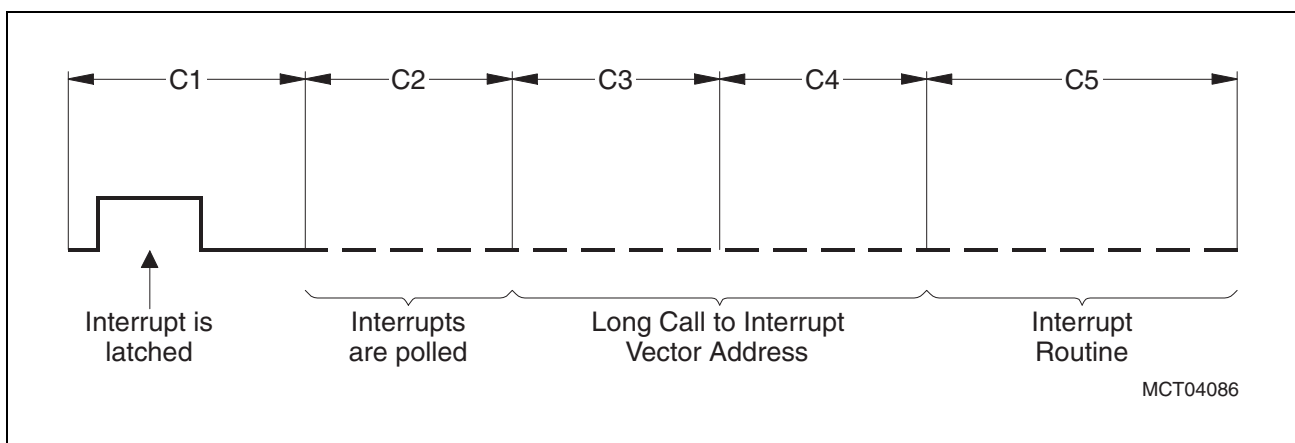 C1 C2 C3 C4 C5
Interrupt is
latched
Interrupts
are polled
Long Call to Interrupt
Vector Address
Interrupt
Routine
MCT04086